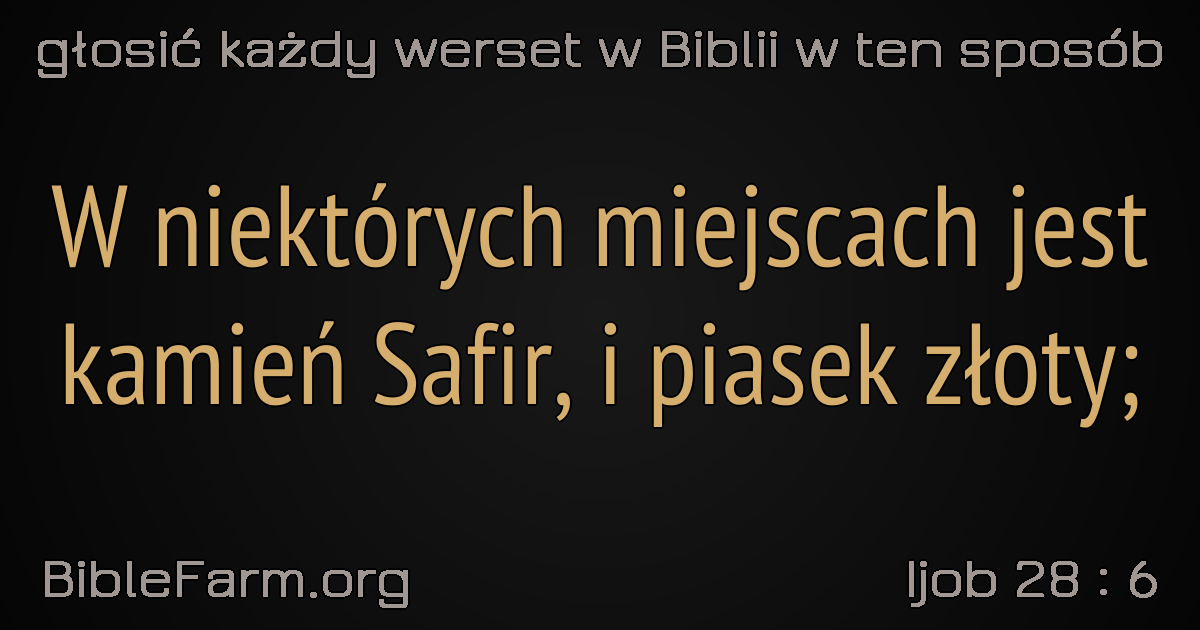 głosić każdy werset w Biblii w ten sposób
W niektórych miejscach jest
kamień Safir, i piasek złoty;
BibleFarm.org
Ijob 28 : 6